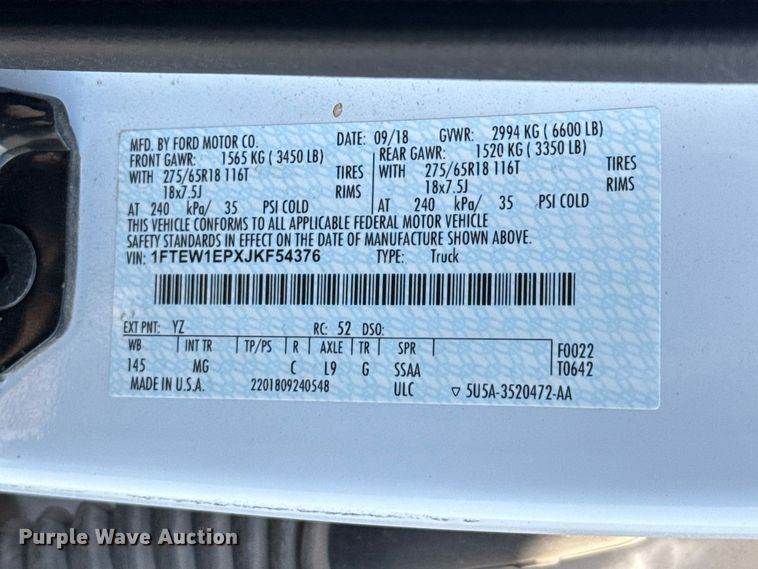 MFD. BY FORD MOTOR CO. DATE: 09/18 GVWR: 2994 KG ( 6600 LB)
FRONT GAWR: 1565 KG ( 3450 LB) REAR GAWR: 1520 KG ( 3350 LB)
WITH 275/65R18 116T TIRES WITH 275/65R18 116T TIRES
18x7.5J RIMS 18x7.5J RIMS
AT 240 kPa/ 35 PSI COLD AT 240 kPa/ 35 PSI COLD
THIS VEHICLE CONFORMS TO ALL APPLICABLE FEDERAL MOTOR VEHICLE
SAFETY STANDARDS IN EFFECT ON THE DATE OF MANUFACTURE SHOWN ABOVE.
VIN: 1FTEW1EPXJKF54376 TYPE: Truck
EXT PNT: YZ RC: 52 DSO:
WB INT TR TP/PS R AXLE TR SPR F0022
145 MG C L9 G SSAA T0642
MADE IN U.S.A. 2201809240548 ULC ▽ 5U5A-3520472-AA
Purple Wave Auction